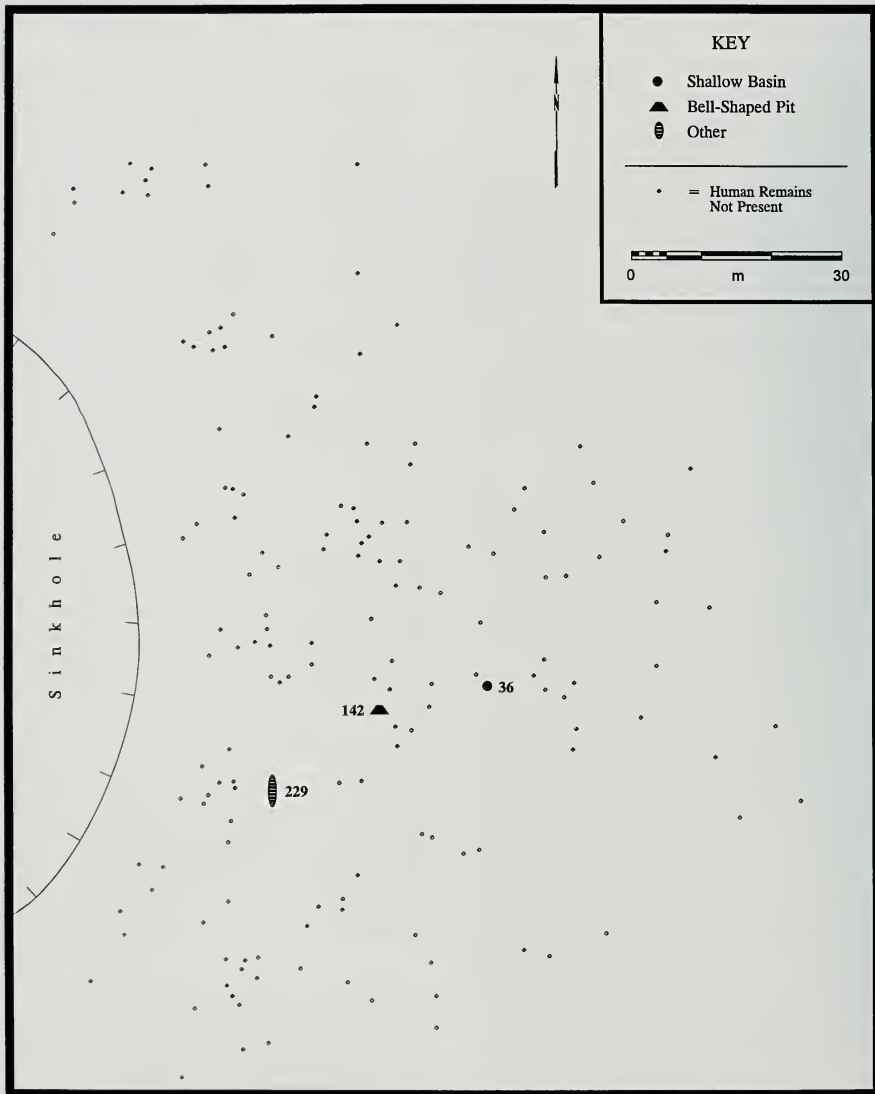 KEY
Shallow Basin
Bell-Shaped Pit
Other
= Human Remains
Not Present
0 m 30
N
Sinkhole
36
142
229